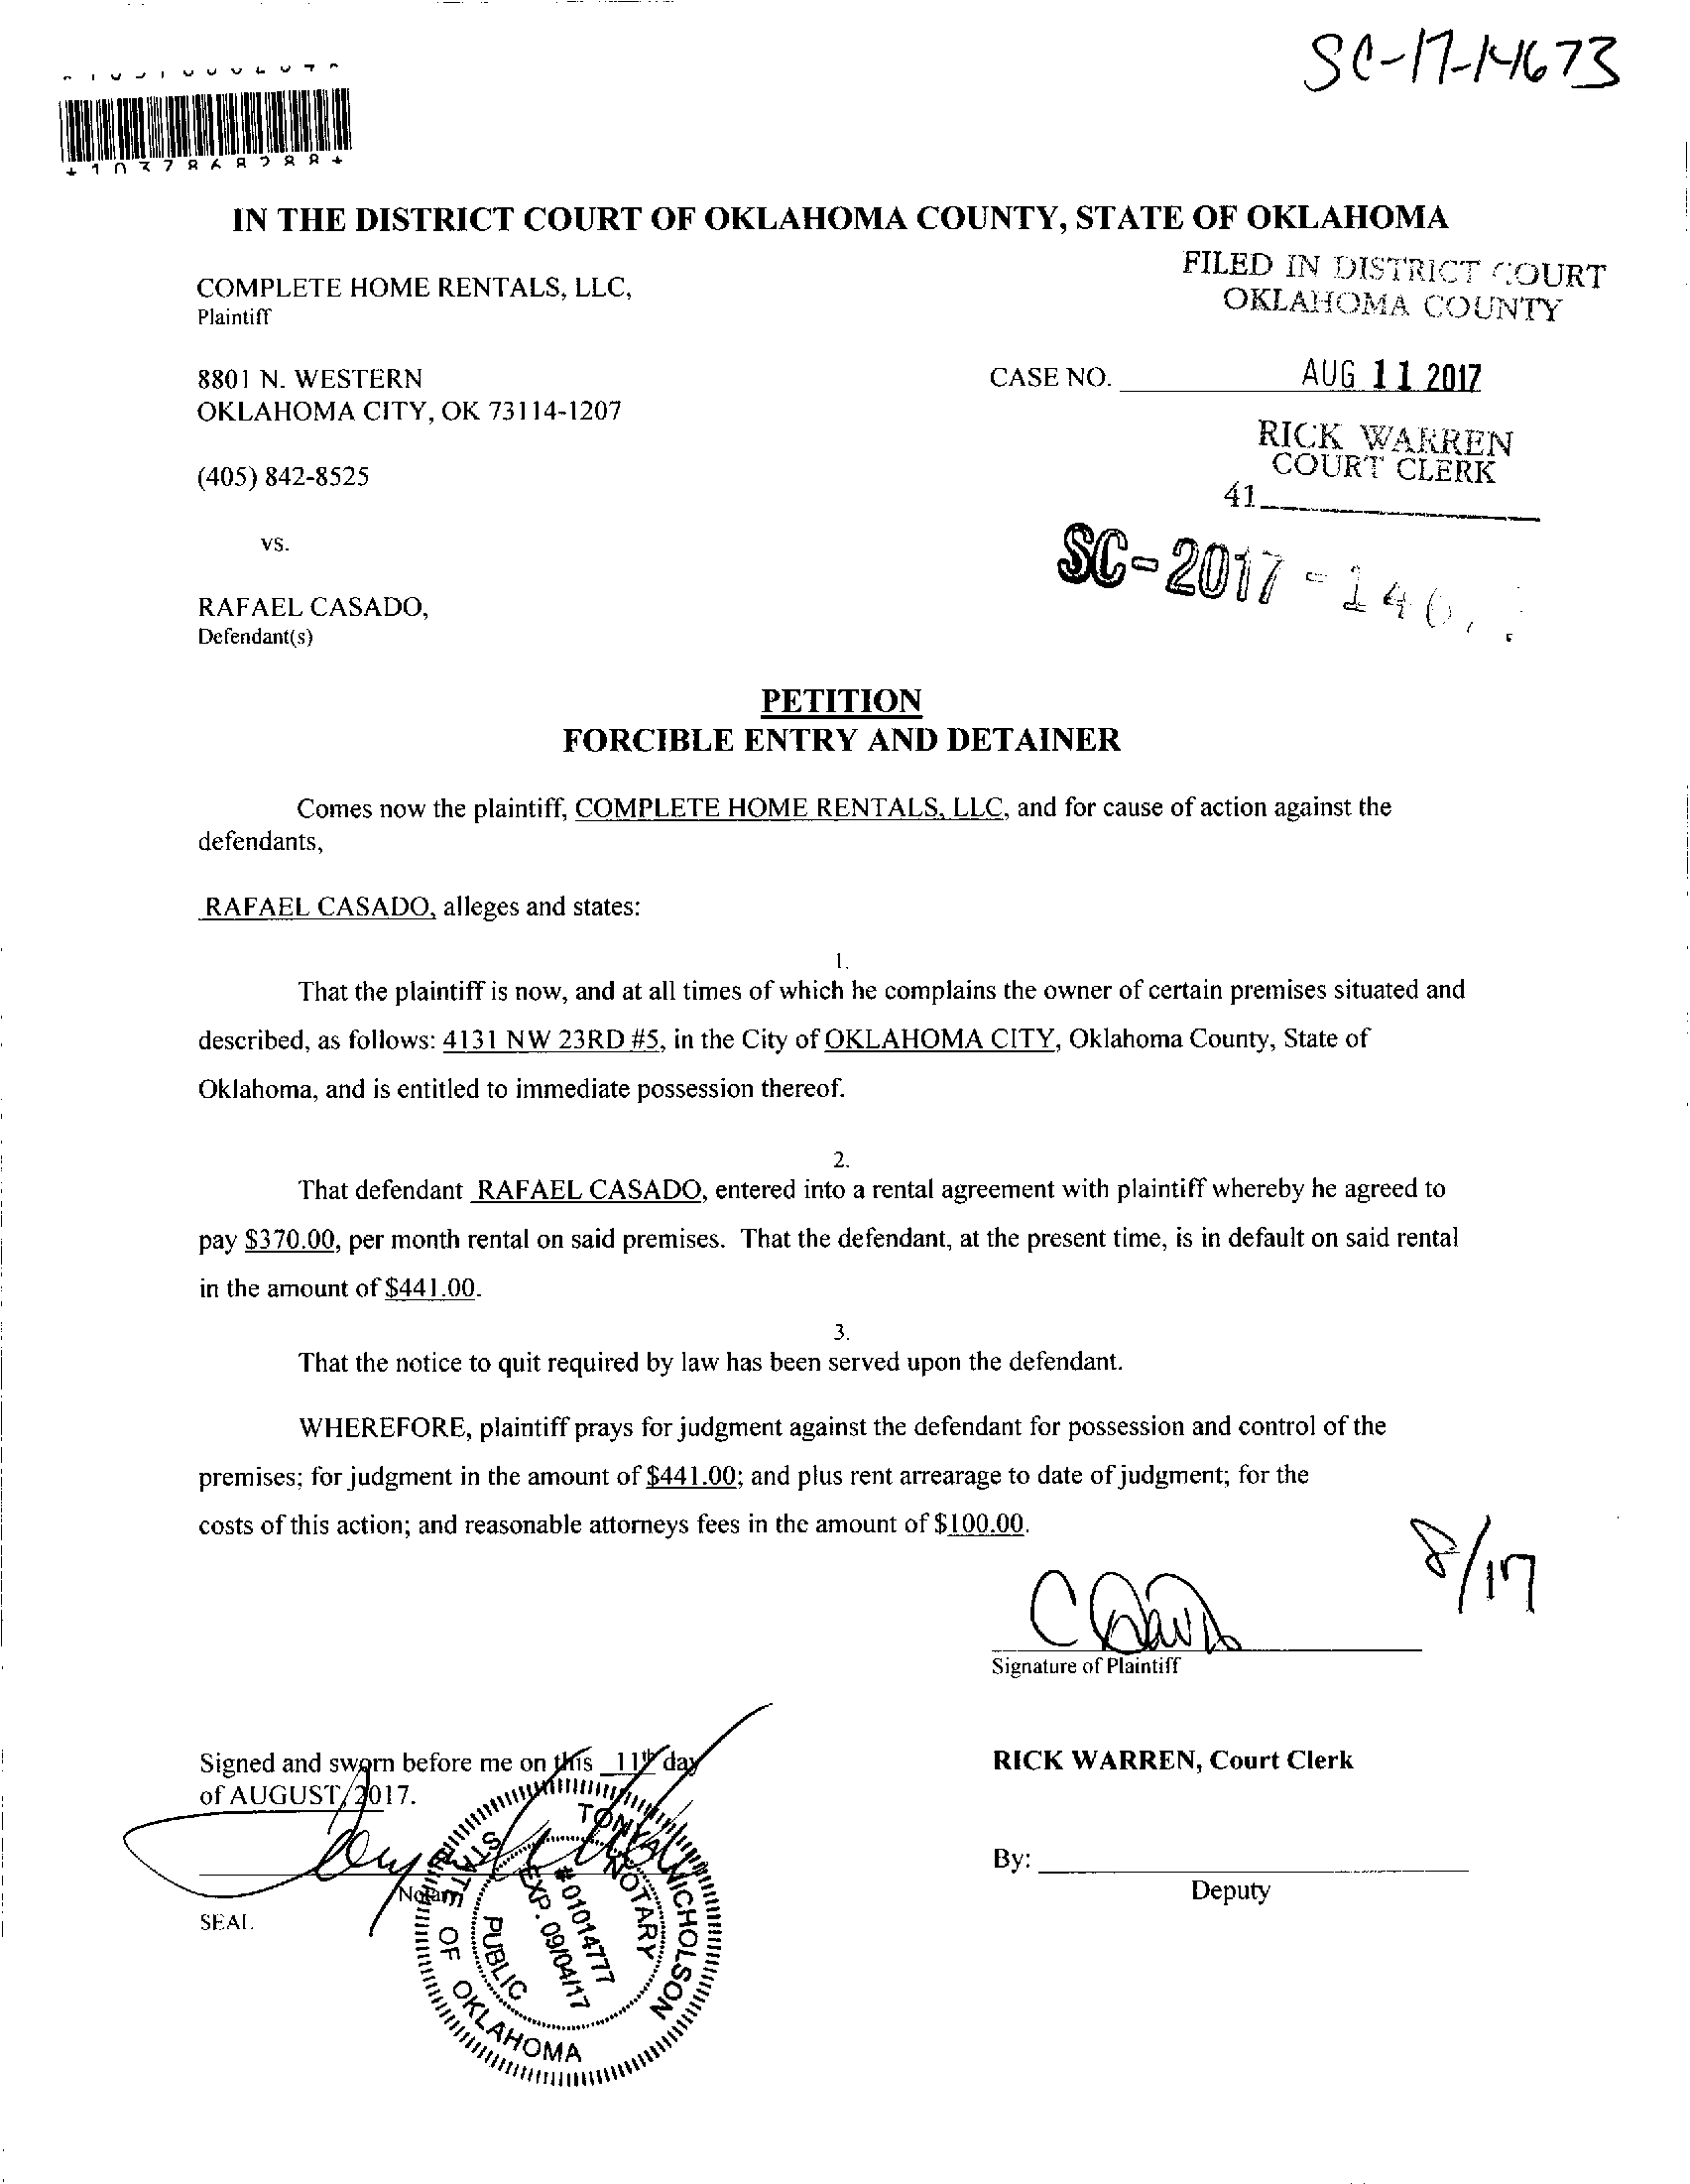 SC-17-14673
IN THE DISTRICT COURT OF OKLAHOMA COUNTY, STATE OF OKLAHOMA
FILED IN DISTRICT COURT
OKLAHOMA COUNTY
COMPLETE HOME RENTALS, LLC,
Plaintiff
8801 N. WESTERN
OKLAHOMA CITY, OK 73114-1207
CASE NO.
AUG 11 2017
RICK WARREN
COURT CLERK
(405) 842-8525
41
vs.
SC-2017-146
RAFAEL CASADO,
Defendant(s)
PETITION
FORCIBLE ENTRY AND DETAINER
Comes now the plaintiff, COMPLETE HOME RENTALS, LLC, and for cause of action against the
defendants,
RAFAEL CASADO, alleges and states:
1.
That the plaintiff is now, and at all times of which he complains the owner of certain premises situated and
described, as follows: 4131 NW 23RD #5, in the City of OKLAHOMA CITY, Oklahoma County, State of
Oklahoma, and is entitled to immediate possession thereof.
2.
That defendant RAFAEL CASADO, entered into a rental agreement with plaintiff whereby he agreed to
pay $370.00, per month rental on said premises. That the defendant, at the present time, is in default on said rental
in the amount of $441.00.
3.
That the notice to quit required by law has been served upon the defendant.
WHEREFORE, plaintiff prays for judgment against the defendant for possession and control of the
premises; for judgment in the amount of $441.00; and plus rent arrearage to date of judgment; for the
costs of this action; and reasonable attorneys fees in the amount of $100.00.
8/17
Signature of Plaintiff
Signed and sworn before me on this 11th day
of AUGUST, 2017.
RICK WARREN, Court Clerk
By:
Deputy
Notary
SEAL
TONYA NICHOLSON
NOTARY
#01014777
EXP. 09/04/17
PUBLIC
STATE OF OKLAHOMA